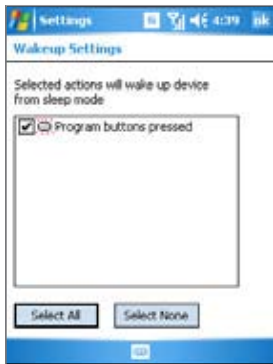 Settings 4:39 ok
Wakeup Settings
Selected actions will wake up device
from sleep mode
Program buttons pressed
Select All Select None